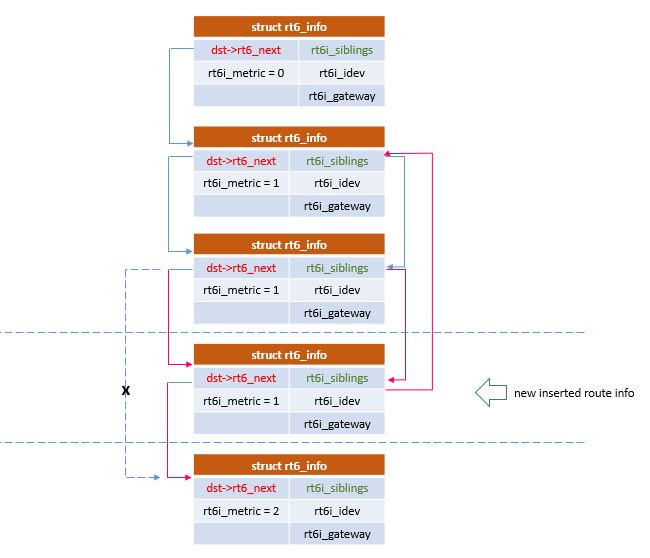 struct rt6_info
dst->rt6_next rt6i_siblings
rt6i_metric = 0 rt6i_idev
rt6i_gateway
struct rt6_info
dst->rt6_next rt6i_siblings
rt6i_metric = 1 rt6i_idev
rt6i_gateway
struct rt6_info
dst->rt6_next rt6i_siblings
rt6i_metric = 1 rt6i_idev
rt6i_gateway
struct rt6_info
dst->rt6_next rt6i_siblings
X
rt6i_metric = 1 rt6i_idev
new inserted route info
rt6i_gateway
struct rt6_info
dst->rt6_next rt6i_siblings
rt6i_metric = 2 rt6i_idev
rt6i_gateway